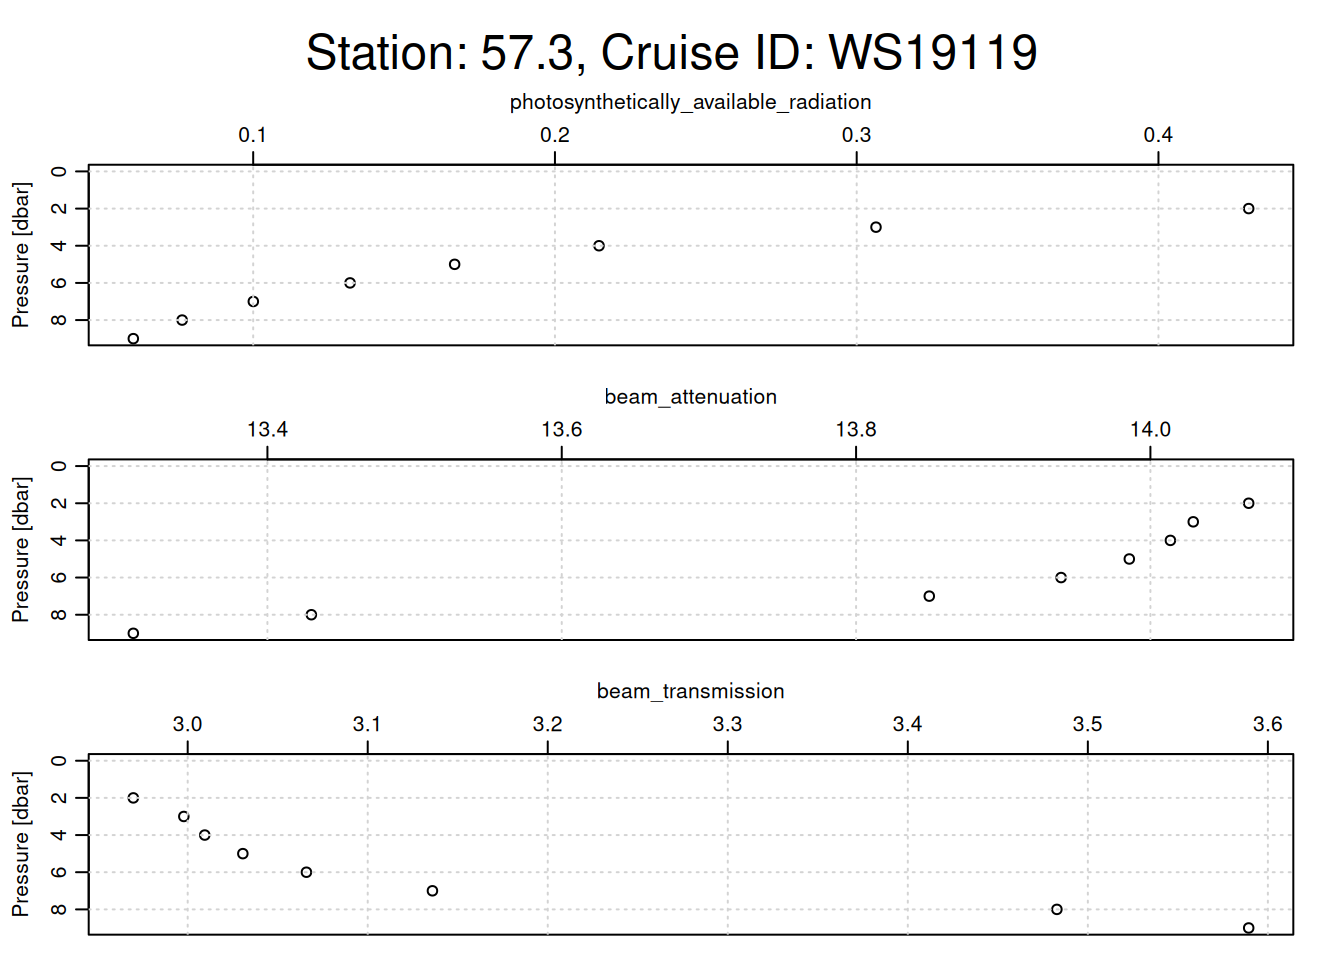 Station: 57.3, Cruise ID: WS19119
photosynthetically_available_radiation
0.1 0.2 0.3 0.4
Pressure [dbar]
0
2
4
6
8
beam_attenuation
13.4 13.6 13.8 14.0
Pressure [dbar]
0
2
4
6
8
beam_transmission
3.0 3.1 3.2 3.3 3.4 3.5 3.6
Pressure [dbar]
0
2
4
6
8